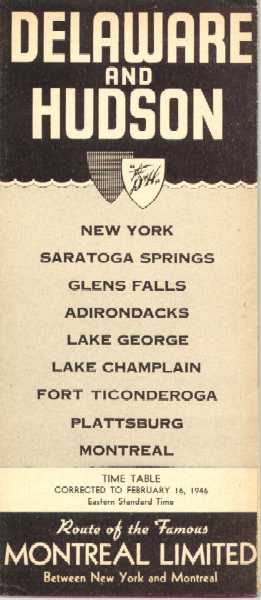 DELAWARE
AND
HUDSON
The
D&H
NEW YORK
SARATOGA SPRINGS
GLENS FALLS
ADIRONDACKS
LAKE GEORGE
LAKE CHAMPLAIN
FORT TICONDEROGA
PLATTSBURG
MONTREAL
TIME TABLE
CORRECTED TO FEBRUARY 16, 1946
Eastern Standard Time
Route of the Famous
MONTREAL LIMITED
Between New York and Montreal